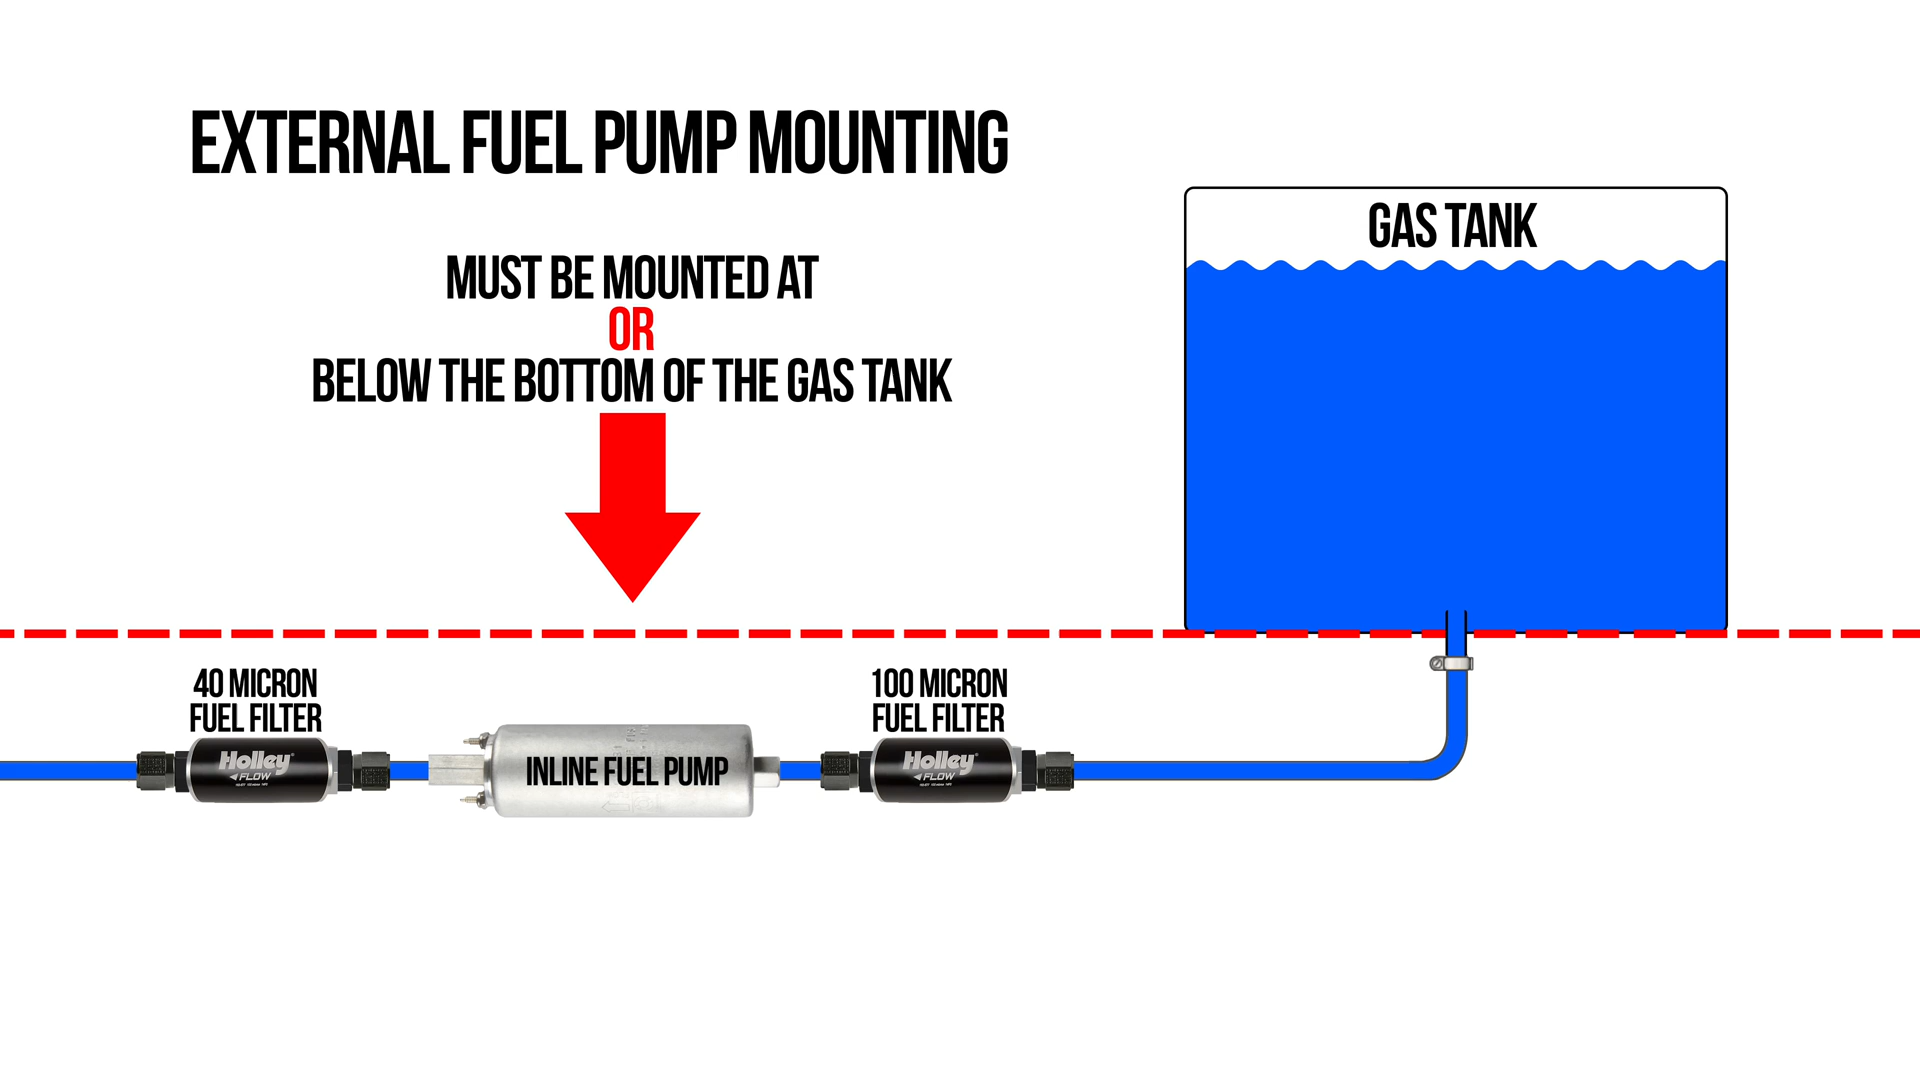 EXTERNAL FUEL PUMP MOUNTING
MUST BE MOUNTED AT
OR
BELOW THE BOTTOM OF THE GAS TANK
GAS TANK
40 MICRON
FUEL FILTER
Holley
FLOW
INLINE FUEL PUMP
100 MICRON
FUEL FILTER
Holley
FLOW